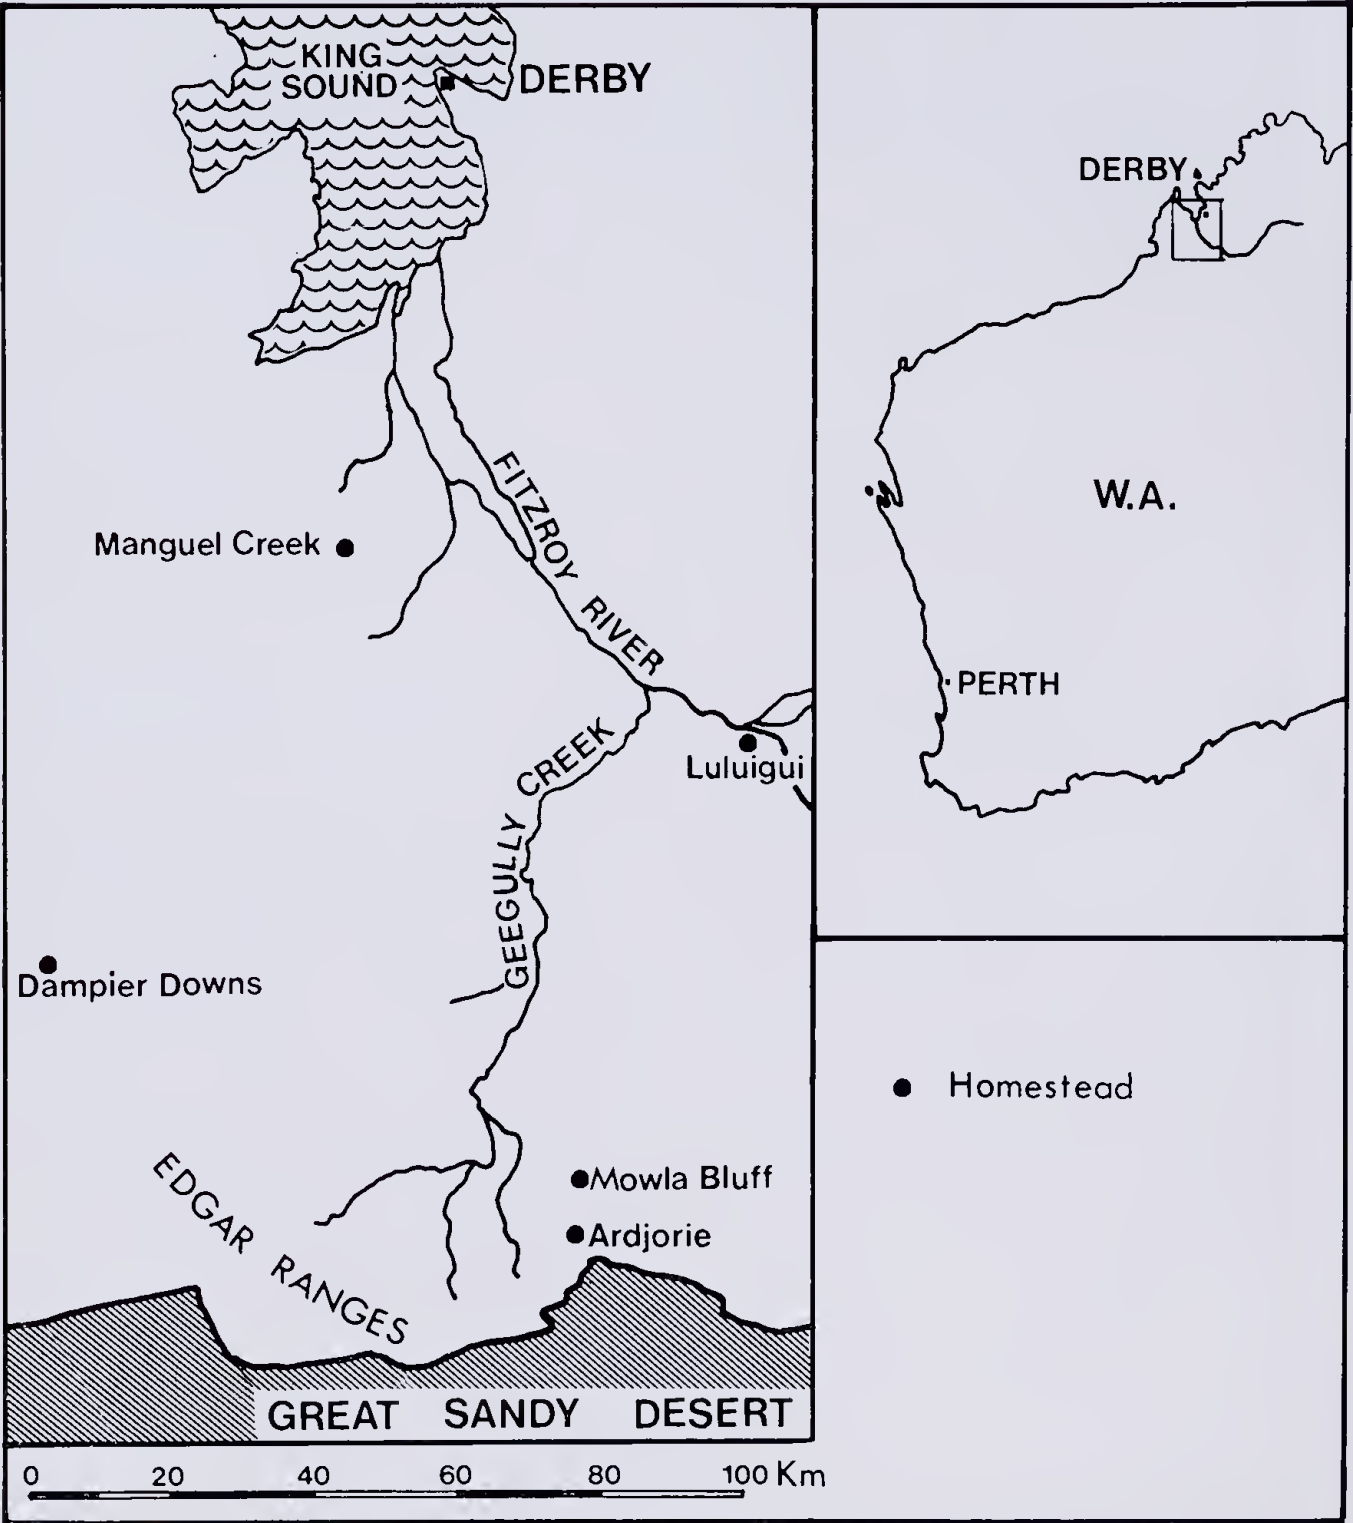 KING
SOUND
DERBY
FITZROY RIVER
Manguel Creek
GEEGULLY CREEK
Luluigui
Dampier Downs
EDGAR RANGES
Mowla Bluff
Ardjorie
GREAT SANDY DESERT
0 20 40 60 80 100 Km
DERBY
W.A.
PERTH
Homestead